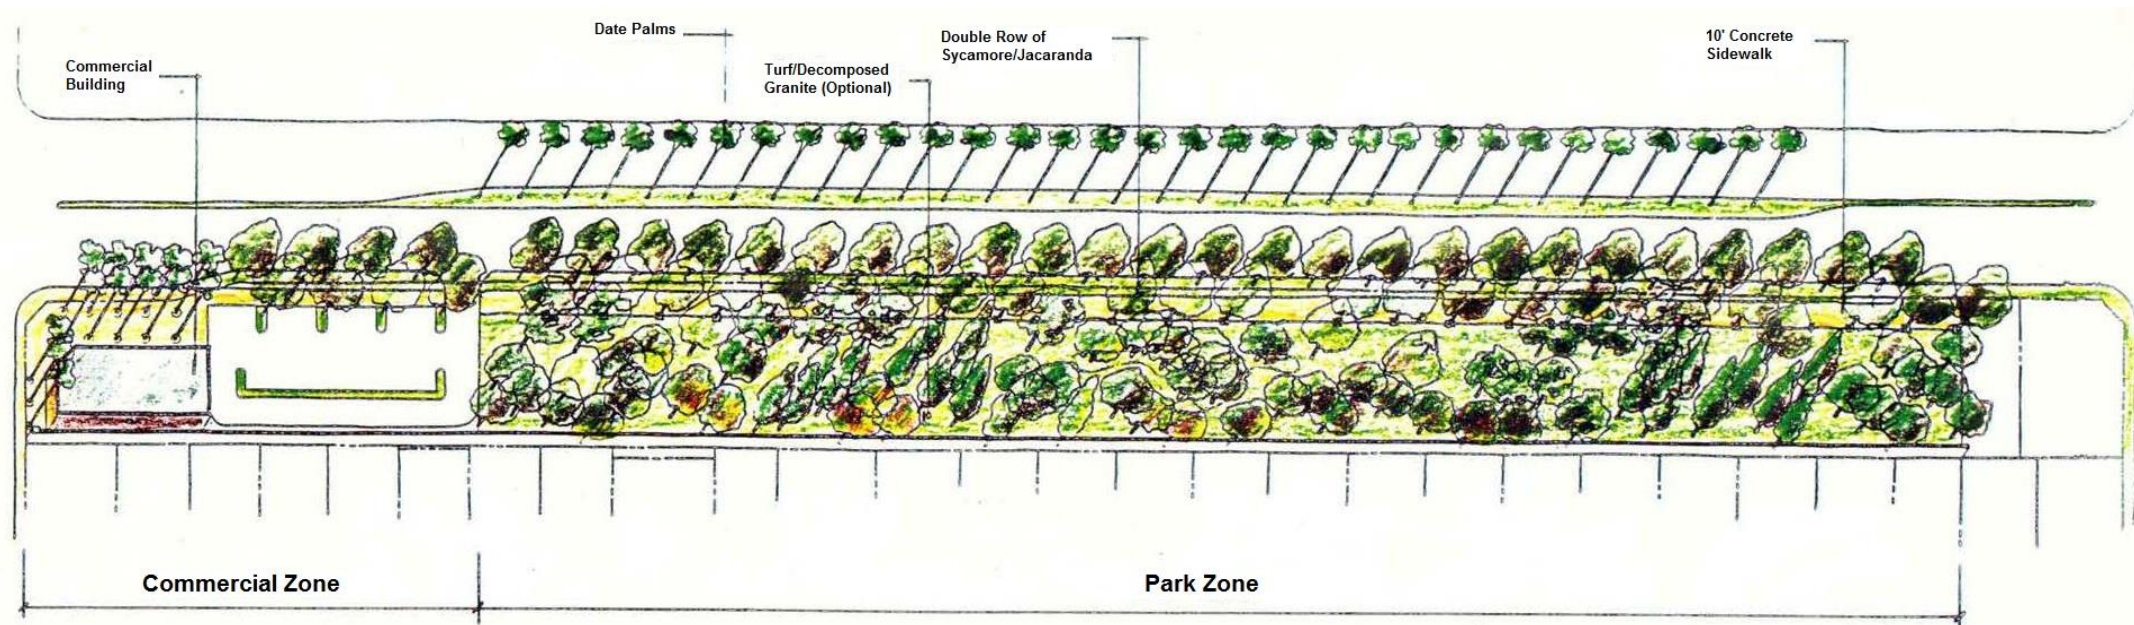 Date Palms
Double Row of
Sycamore/Jacaranda
10' Concrete
Sidewalk
Commercial
Building
Turf/Decomposed
Granite (Optional)
Commercial Zone
Park Zone